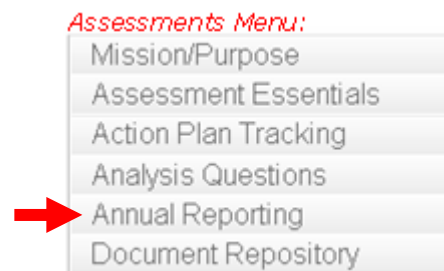 Assessments Menu:
Mission/Purpose
Assessment Essentials
Action Plan Tracking
Analysis Questions
Annual Reporting
Document Repository